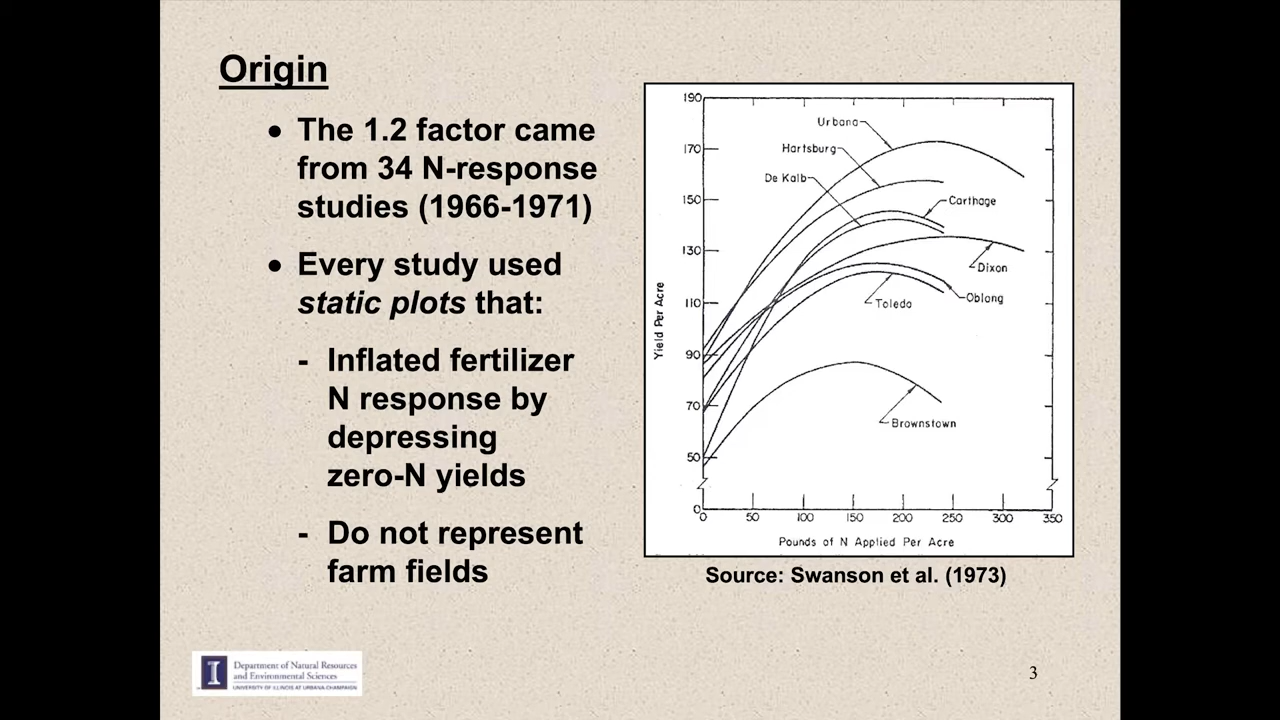 Origin
• The 1.2 factor came
from 34 N-response
studies (1966-1971)
• Every study used
static plots that:
- Inflated fertilizer
N response by
depressing
zero-N yields
- Do not represent
farm fields
190
170
150
130
110
90
70
50
0
Yield Per Acre
Urbana
Hartsburg
De Kalb
Carthage
Dixon
Oblong
Toledo
Brownstown
0 50 100 150 200 250 300 350
Pounds of N Applied Per Acre
Source: Swanson et al. (1973)
I
Department of Natural Resources
and Environmental Sciences
UNIVERSITY OF ILLINOIS AT URBANA-CHAMPAIGN
3